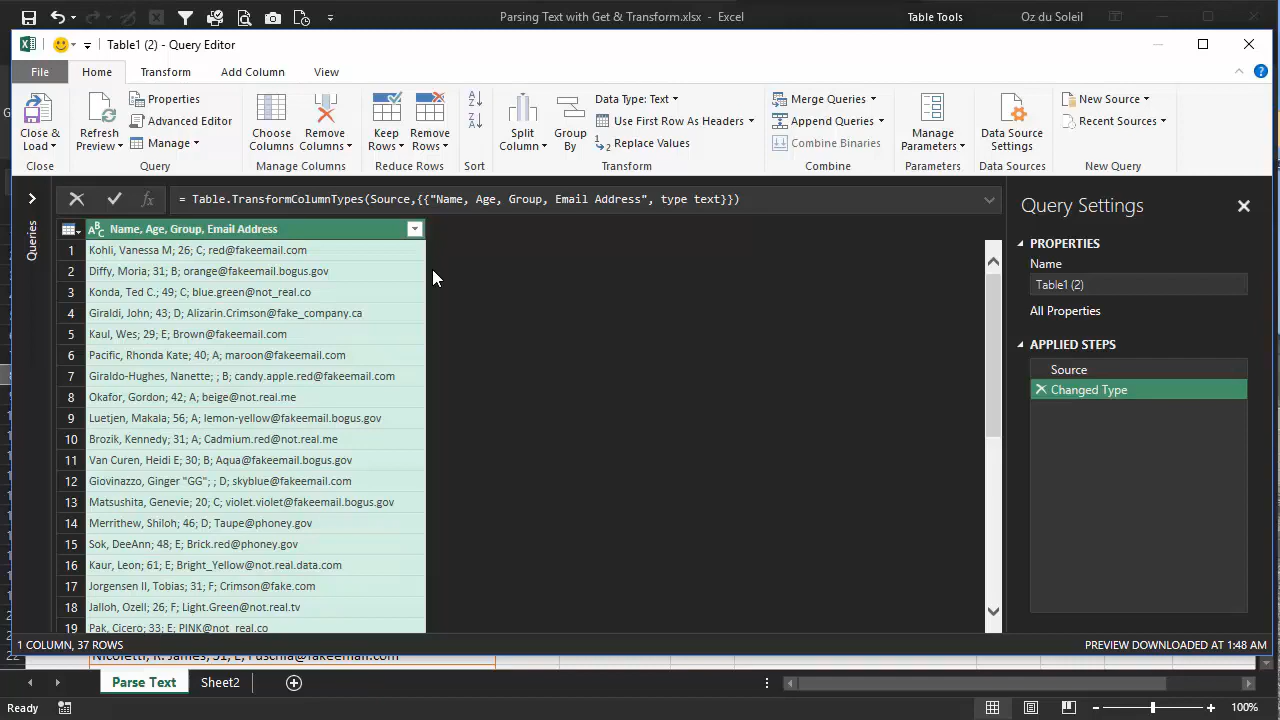 Parsing Text with Get & Transform.xlsx - Excel
Table Tools
Oz du Soleil
Table1 (2) - Query Editor
File
Home
Transform
Add Column
View
Close & Load
Refresh Preview
Properties
Advanced Editor
Manage
Choose Columns
Remove Columns
Keep Rows
Remove Rows
Split Column
Group By
Data Type: Text
Use First Row As Headers
Replace Values
Merge Queries
Append Queries
Combine Binaries
Manage Parameters
Data Source Settings
New Source
Recent Sources
Close
Query
Manage Columns
Reduce Rows
Sort
Transform
Combine
Parameters
Data Sources
New Query
= Table.TransformColumnTypes(Source,{{"Name, Age, Group, Email Address", type text}})
Queries
Name, Age, Group, Email Address
1 Kohli, Vanessa M; 26; C; red@fakeemail.com
2 Diffy, Moria; 31; B; orange@fakeemail.bogus.gov
3 Konda, Ted C.; 49; C; blue.green@not_real.co
4 Giraldi, John; 43; D; Alizarin.Crimson@fake_company.ca
5 Kaul, Wes; 29; E; Brown@fakeemail.com
6 Pacific, Rhonda Kate; 40; A; maroon@fakeemail.com
7 Giraldo-Hughes, Nanette; ; B; candy.apple.red@fakeemail.com
8 Okafor, Gordon; 42; A; beige@not.real.me
9 Luetjen, Makala; 56; A; lemon-yellow@fakeemail.bogus.gov
10 Brozik, Kennedy; 31; A; Cadmium.red@not.real.me
11 Van Curen, Heidi E; 30; B; Aqua@fakeemail.bogus.gov
12 Giovinazzo, Ginger "GG"; ; D; skyblue@fakeemail.com
13 Matsushita, Genevie; 20; C; violet.violet@fakeemail.bogus.gov
14 Merrithew, Shiloh; 46; D; Taupe@phoney.gov
15 Sok, DeeAnn; 48; E; Brick.red@phoney.gov
16 Kaur, Leon; 61; E; Bright_Yellow@not.real.data.com
17 Jorgensen II, Tobias; 31; F; Crimson@fake.com
18 Jalloh, Ozell; 26; F; Light.Green@not.real.tv
19 Pak, Cicero; 33; E; PINK@not_real.co
Query Settings
PROPERTIES
Name
Table1 (2)
All Properties
APPLIED STEPS
Source
Changed Type
1 COLUMN, 37 ROWS
PREVIEW DOWNLOADED AT 1:48 AM
22 Nicoletti, R. James; 31; E; Fuschia@fakeemail.com
Parse Text
Sheet2
Ready
100%